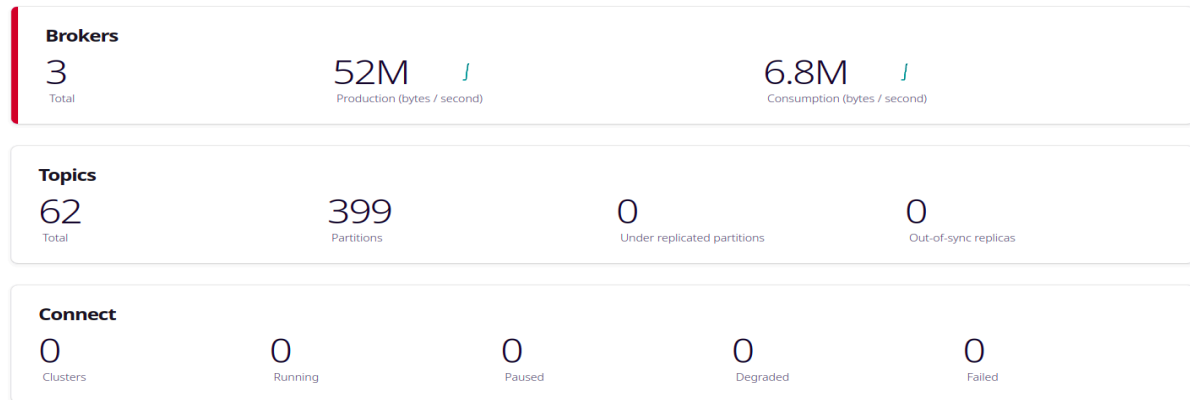 Brokers
3 52M 6.8M
Total Production (bytes / second) Consumption (bytes / second)
Topics
62 399 0 0
Total Partitions Under replicated partitions Out-of-sync replicas
Connect
0 0 0 0 0
Clusters Running Paused Degraded Failed